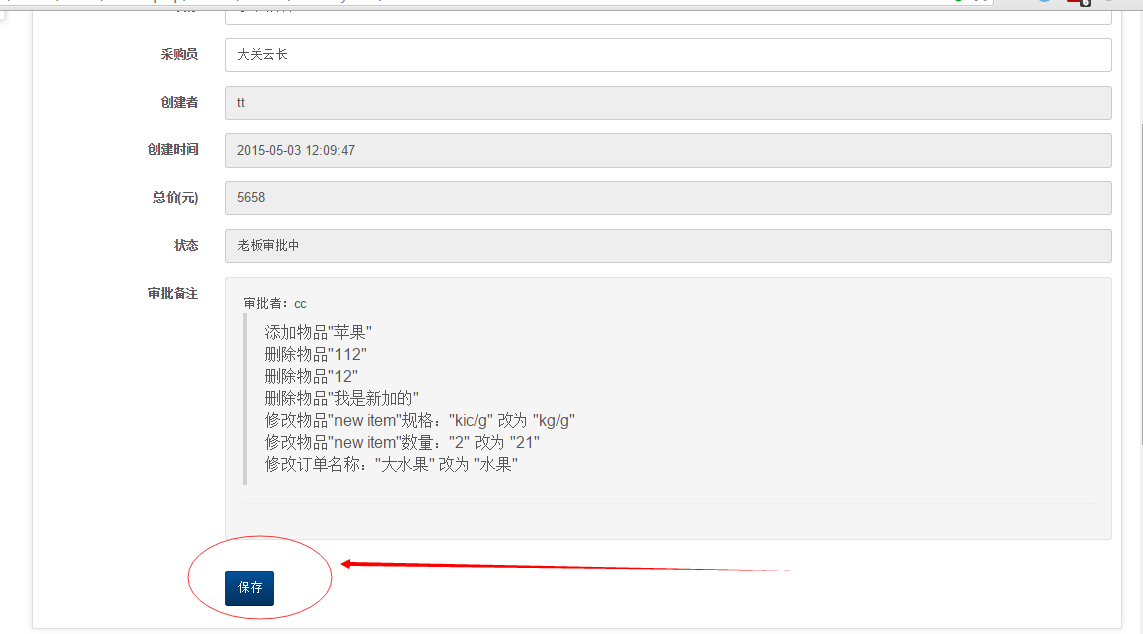 采购员 大关云长
创建者 tt
创建时间 2015-05-03 12:09:47
总价(元) 5658
状态 老板审批中
审批备注
审批者：cc
添加物品"苹果"
删除物品"112"
删除物品"12"
删除物品"我是新加的"
修改物品"new item"规格："kic/g" 改为 "kg/g"
修改物品"new item"数量："2" 改为 "21"
修改订单名称："大水果" 改为 "水果"
保存